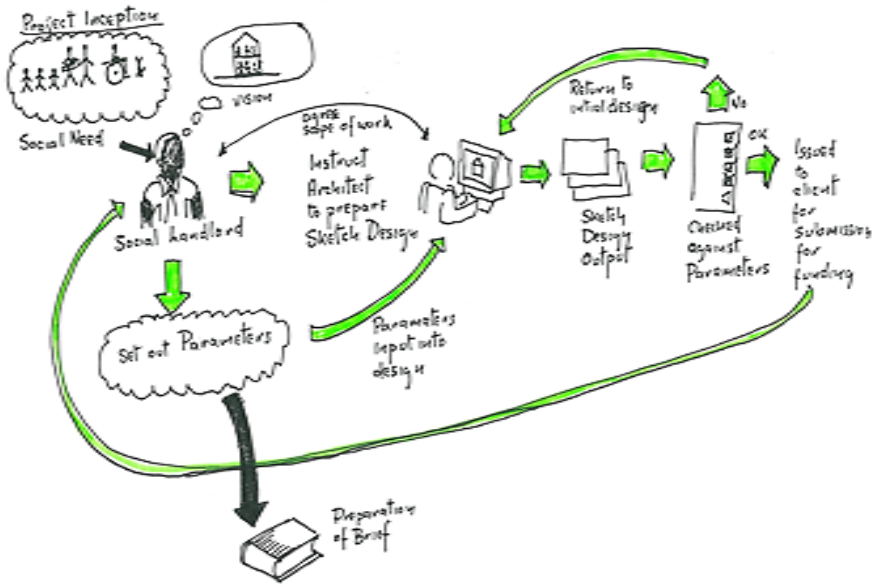 Project Inception
Social Need
VISION
agree
scope of work
Instruct
Architect
to prepare
Sketch Design
Social Landlord
Set out Parameters
Parameters
input into
design
Preparation
of Brief
Return to
initial design
Sketch
Design
Output
No
OK
Checked
against
Parameters
Issued
to
client
for
submission
for
funding